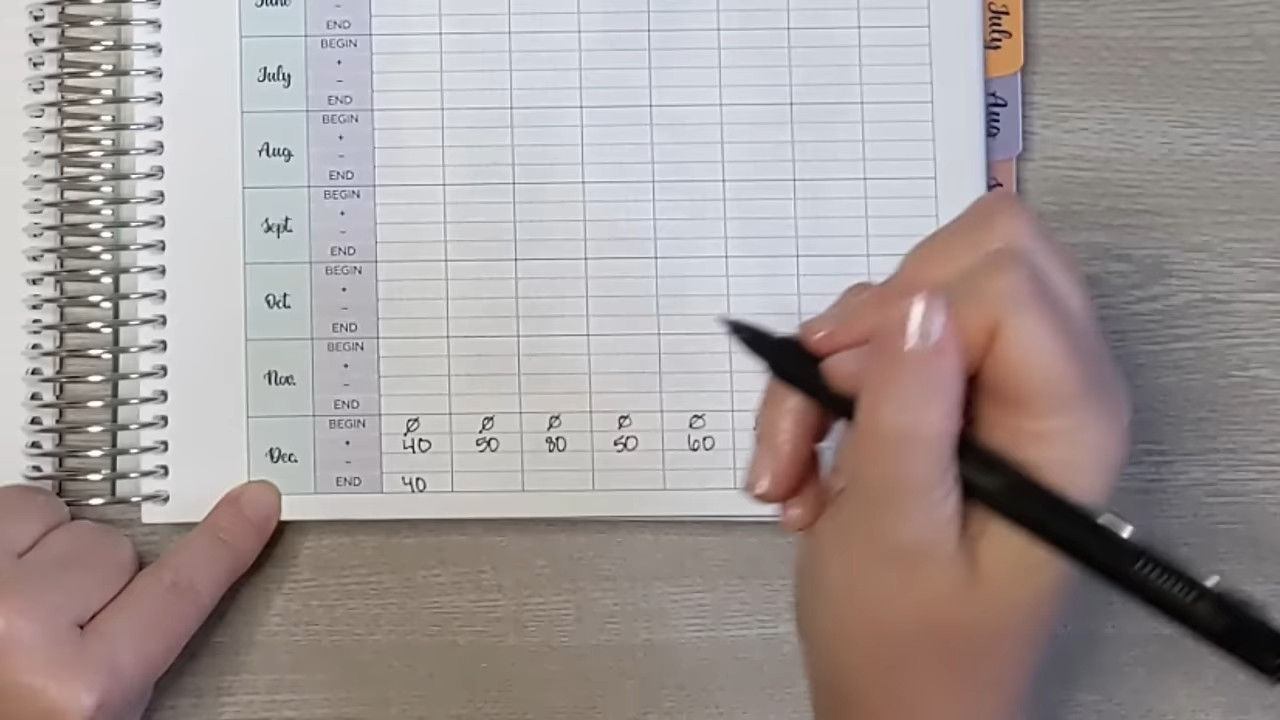 June
-
END
July
BEGIN
+
-
END
Aug.
BEGIN
+
-
END
Sept.
BEGIN
+
-
END
Oct.
BEGIN
+
-
END
Nov.
BEGIN
+
-
END
Dec.
BEGIN Ø Ø Ø Ø Ø
+ 40 50 80 50 60
-
END 40
July
Aug